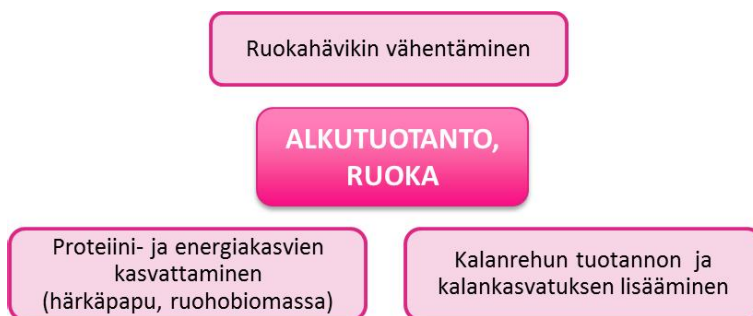 Ruokahävikin vähentäminen
ALKUTUOTANTO,
RUOKA
Proteiini- ja energiakasvien
kasvattaminen
(härkäpapu, ruohobiomassa)
Kalanrehun tuotannon ja
kalankasvatuksen lisääminen